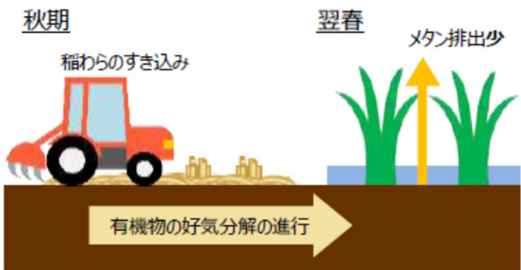 秋期
翌春
稲わらのすき込み
メタン排出少
有機物の好気分解の進行